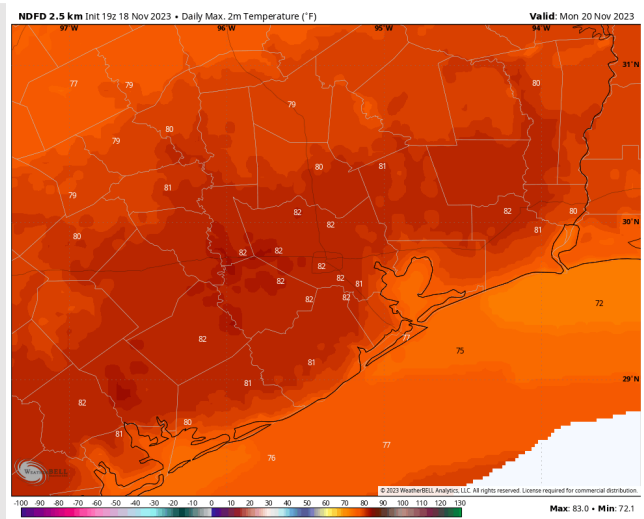 NDFD 2.5 km Init 19z 18 Nov 2023 • Daily Max. 2m Temperature (°F)
Valid: Mon 20 Nov 2023
97°W 96°W 95°W 94°W
31°N
77 79 80
79
80
79
80 81
81
79
82 82 80
82
81
80
82 82
82
82 82 81
82 82
72
82
77
75
81
29°N
81
82
80
81
77
76
30°N
WeatherBELL
© 2023 WeatherBELL Analytics, LLC. All rights reserved. License required for commercial distribution.
-100 -90 -80 -70 -60 -50 -40 -30 -20 -10 0 10 20 30 40 50 60 70 80 90 100 110 120 130
Max: 83.0 • Min: 72.1